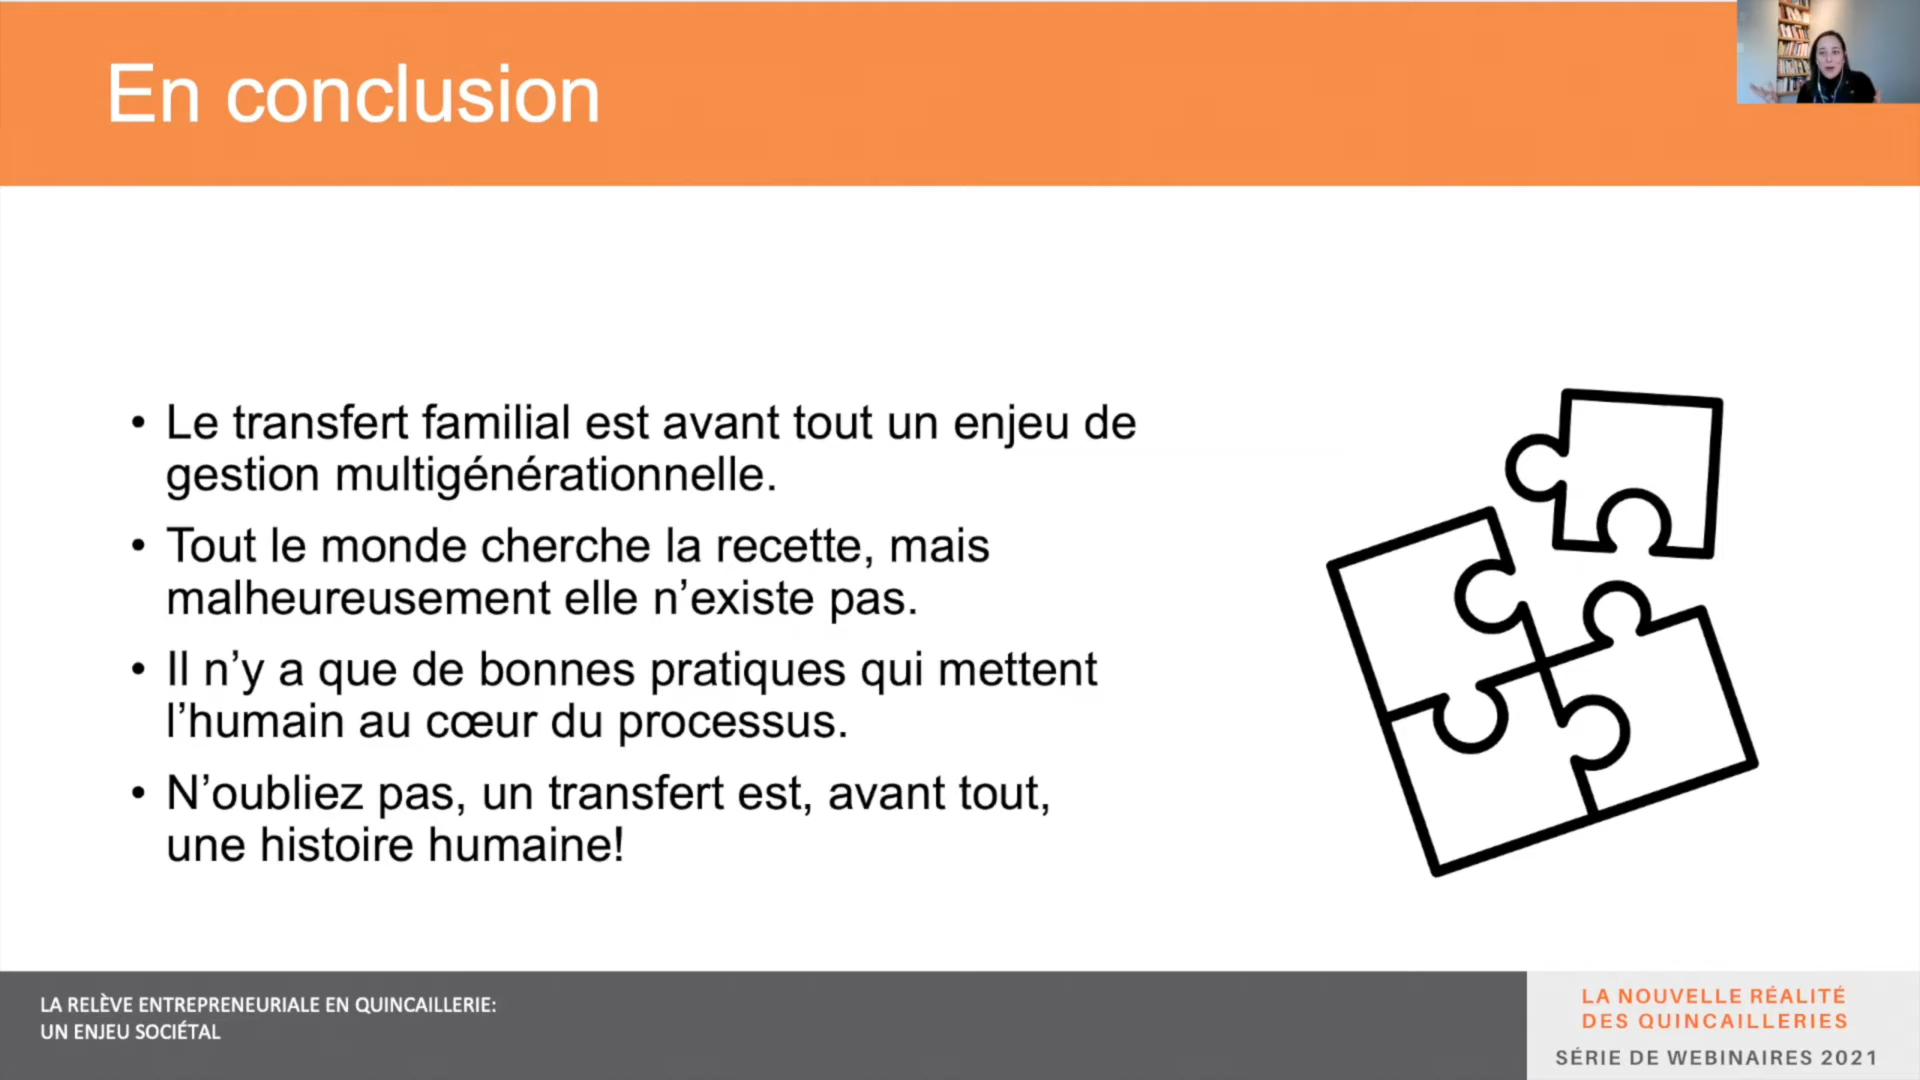 En conclusion
• Le transfert familial est avant tout un enjeu de
gestion multigénérationnelle.
• Tout le monde cherche la recette, mais
malheureusement elle n’existe pas.
• Il n’y a que de bonnes pratiques qui mettent
l’humain au cœur du processus.
• N’oubliez pas, un transfert est, avant tout,
une histoire humaine!
LA RELÈVE ENTREPRENEURIALE EN QUINCAILLERIE:
UN ENJEU SOCIÉTAL
LA NOUVELLE RÉALITÉ
DES QUINCAILLERIES
SÉRIE DE WEBINAIRES 2021